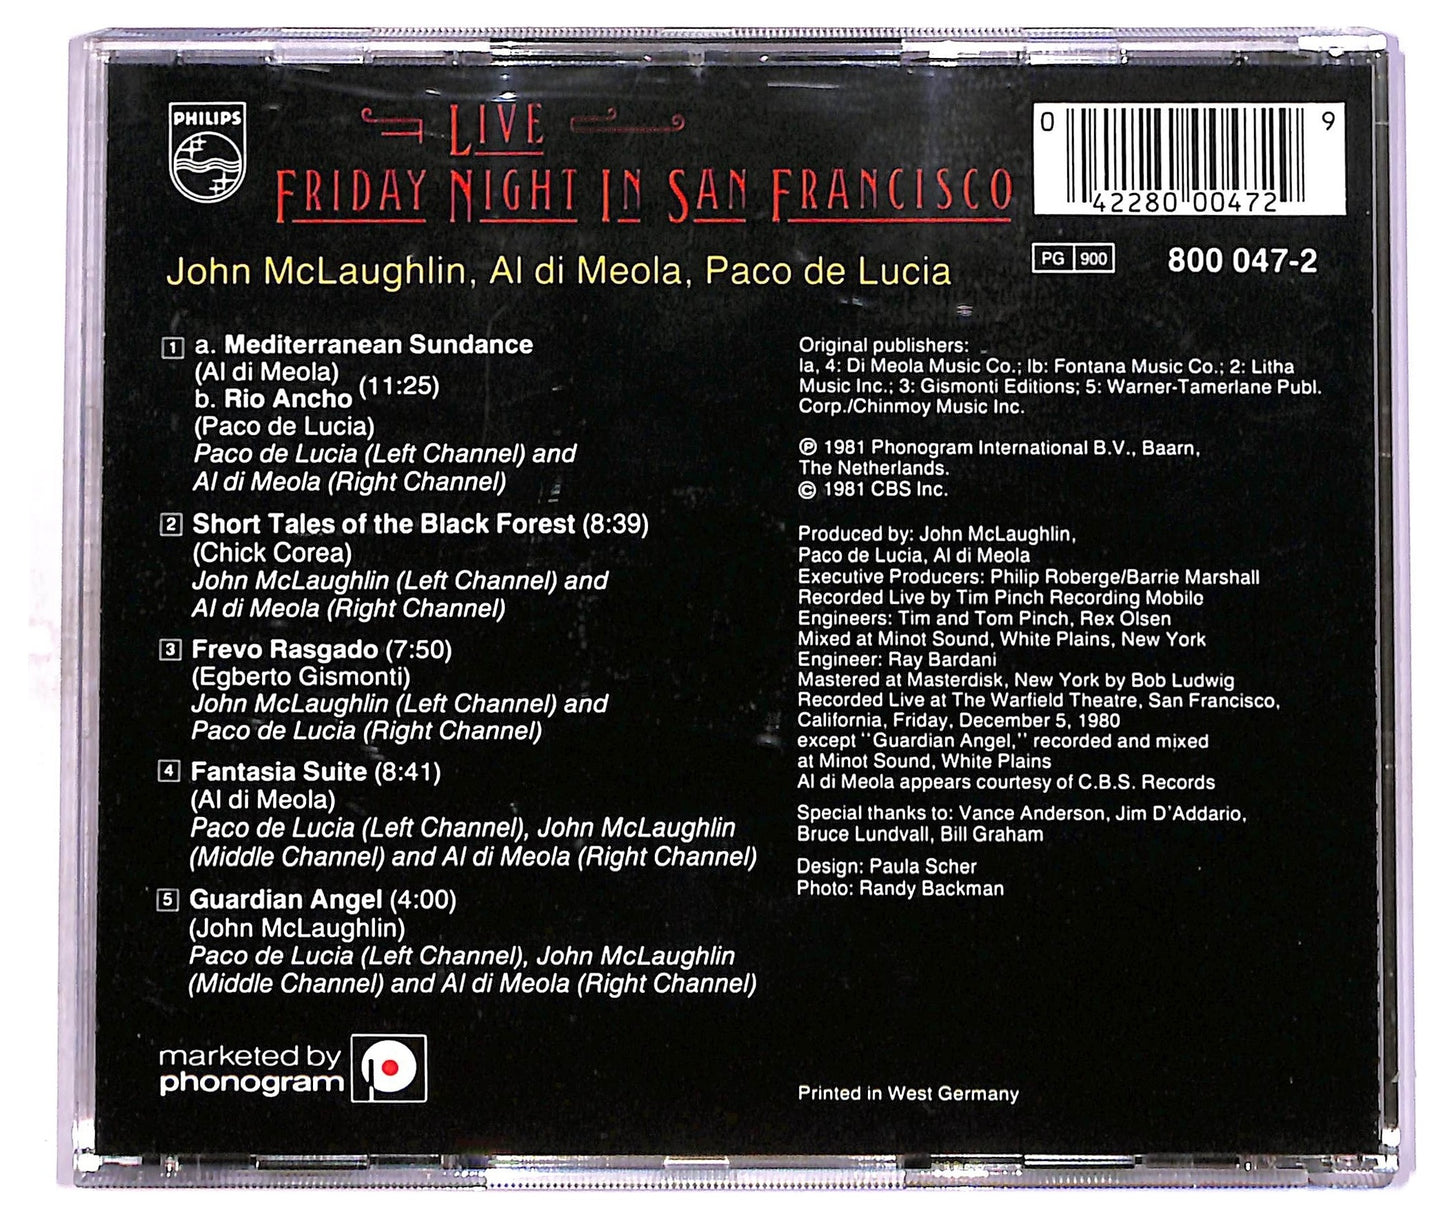 PHILIPS
LIVE
FRIDAY NIGHT IN SAN FRANCISCO
0 9
42280 00472
John McLaughlin, Al di Meola, Paco de Lucia
PG 900
800 047-2
1 a. Mediterranean Sundance
(Al di Meola)
b. Rio Ancho (11:25)
(Paco de Lucia)
Paco de Lucia (Left Channel) and
Al di Meola (Right Channel)
2 Short Tales of the Black Forest (8:39)
(Chick Corea)
John McLaughlin (Left Channel) and
Al di Meola (Right Channel)
3 Frevo Rasgado (7:50)
(Egberto Gismonti)
John McLaughlin (Left Channel) and
Paco de Lucia (Right Channel)
4 Fantasia Suite (8:41)
(Al di Meola)
Paco de Lucia (Left Channel), John McLaughlin
(Middle Channel) and Al di Meola (Right Channel)
5 Guardian Angel (4:00)
(John McLaughlin)
Paco de Lucia (Left Channel), John McLaughlin
(Middle Channel) and Al di Meola (Right Channel)
marketed by
phonogram
Original publishers:
Ia, 4: Di Meola Music Co.; Ib: Fontana Music Co.; 2: Litha
Music Inc.; 3: Gismonti Editions; 5: Warner-Tamerlane Publ.
Corp./Chinmoy Music Inc.
℗ 1981 Phonogram International B.V., Baarn,
The Netherlands.
© 1981 CBS Inc.
Produced by: John McLaughlin,
Paco de Lucia, Al di Meola
Executive Producers: Philip Roberge/Barrie Marshall
Recorded Live by Tim Pinch Recording Mobile
Engineers: Tim and Tom Pinch, Rex Olsen
Mixed at Minot Sound, White Plains, New York
Engineer: Ray Bardani
Mastered at Masterdisk, New York by Bob Ludwig
Recorded Live at The Warfield Theatre, San Francisco,
California, Friday, December 5, 1980
except "Guardian Angel," recorded and mixed
at Minot Sound, White Plains
Al di Meola appears courtesy of C.B.S. Records
Special thanks to: Vance Anderson, Jim D'Addario,
Bruce Lundvall, Bill Graham
Design: Paula Scher
Photo: Randy Backman
Printed in West Germany